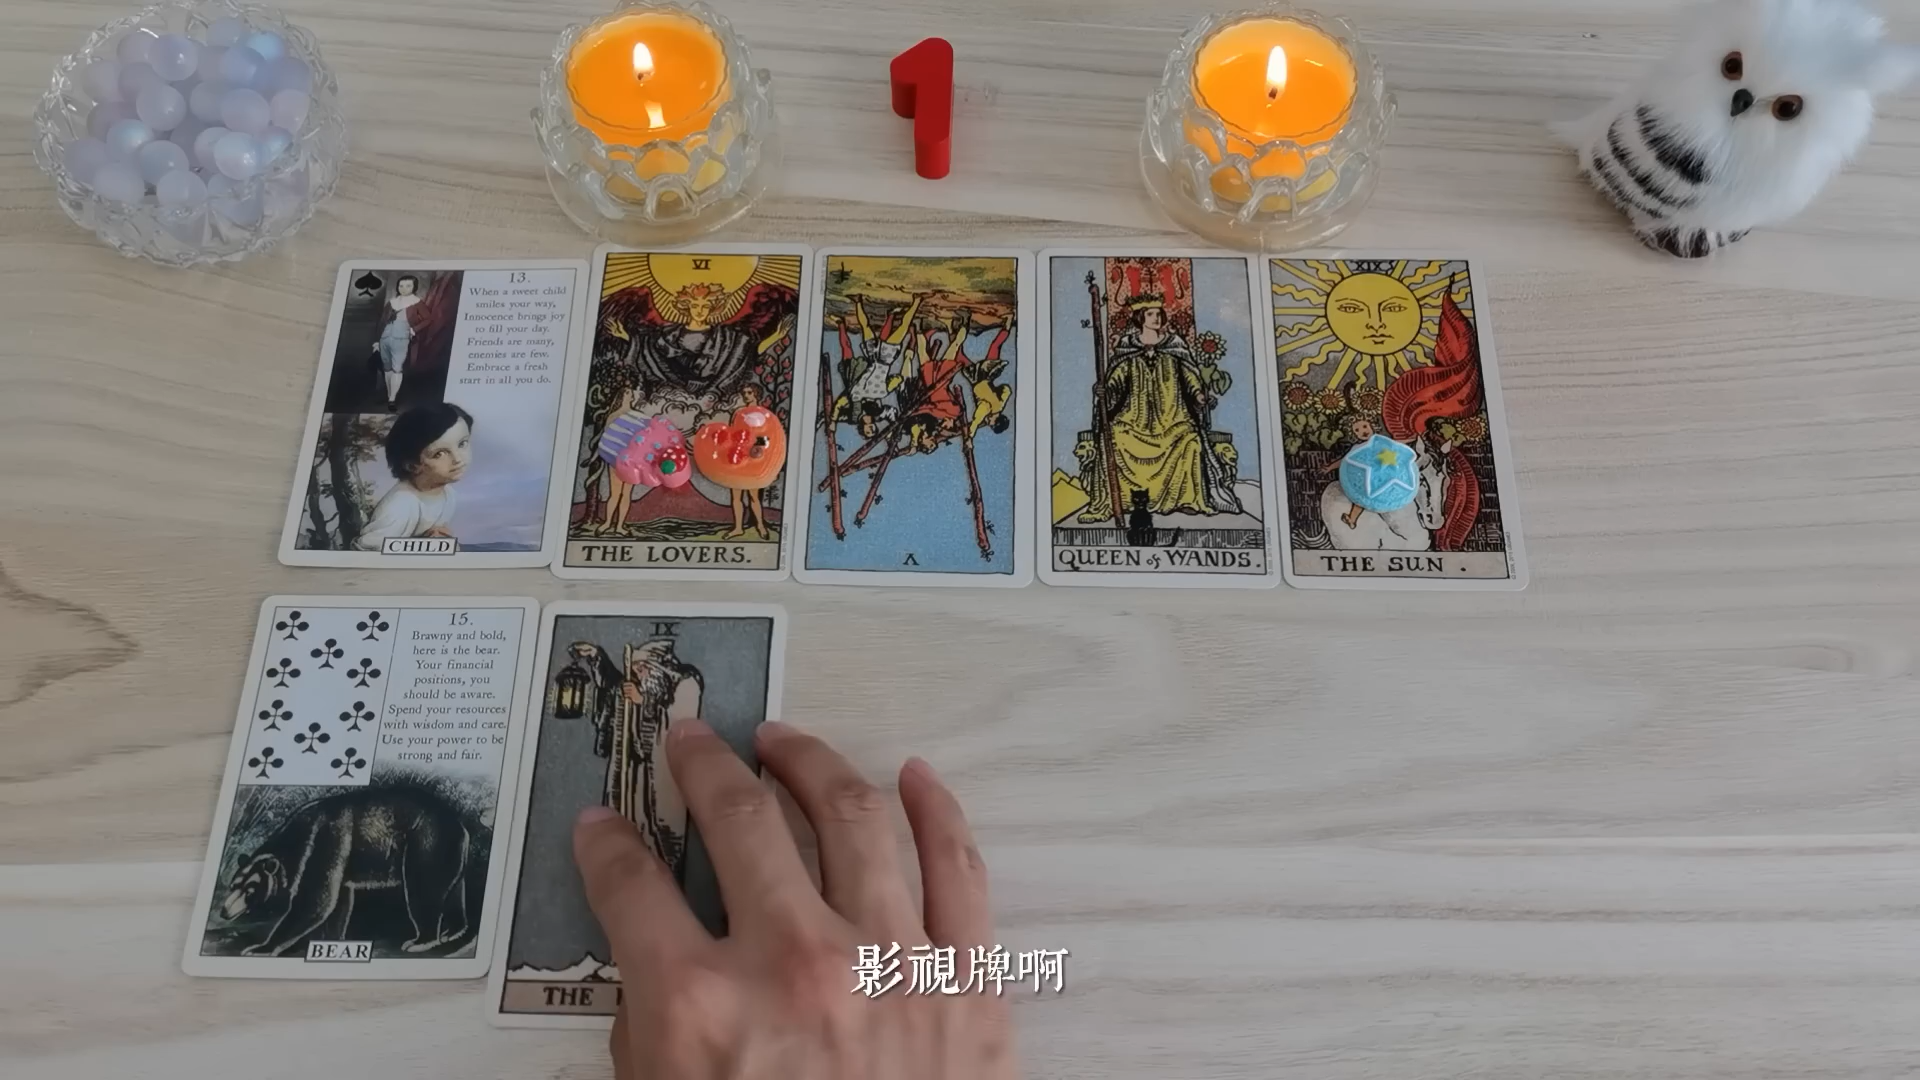 1
13.
When a sweet child
smiles your way,
Innocence brings joy
to fill your day.
Friends are many,
enemies are few.
Embrace a fresh
start in all you do.
CHILD
VI
THE LOVERS.
V
QUEEN of WANDS.
XIX
THE SUN .
15.
Brawny and bold,
here is the bear.
Your financial
positions, you
should be aware.
Spend your resources
with wisdom and care.
Use your power to be
strong and fair.
BEAR
IX
THE
影視牌啊